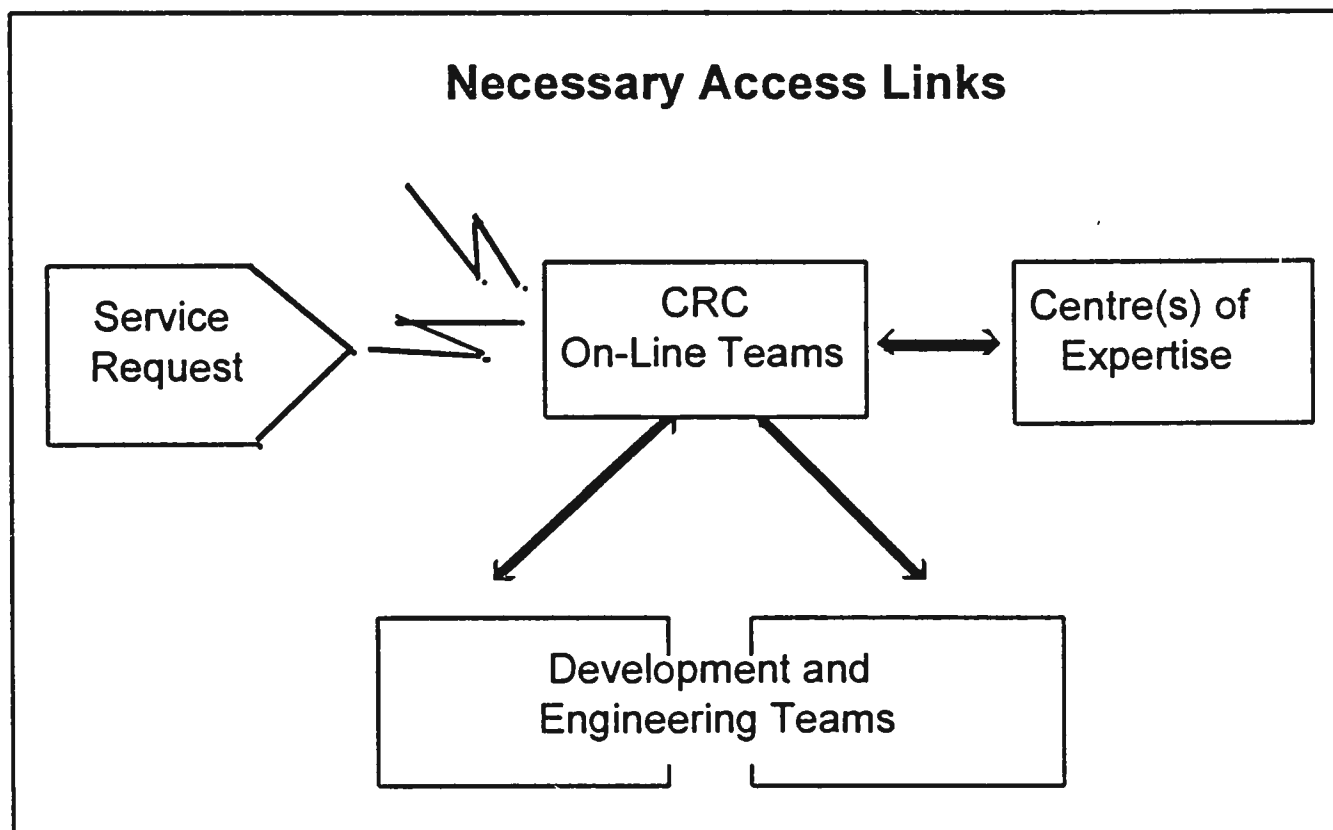 Necessary Access Links
Service
Request
CRC
On-Line Teams
Centre(s) of
Expertise
Development and
Engineering Teams